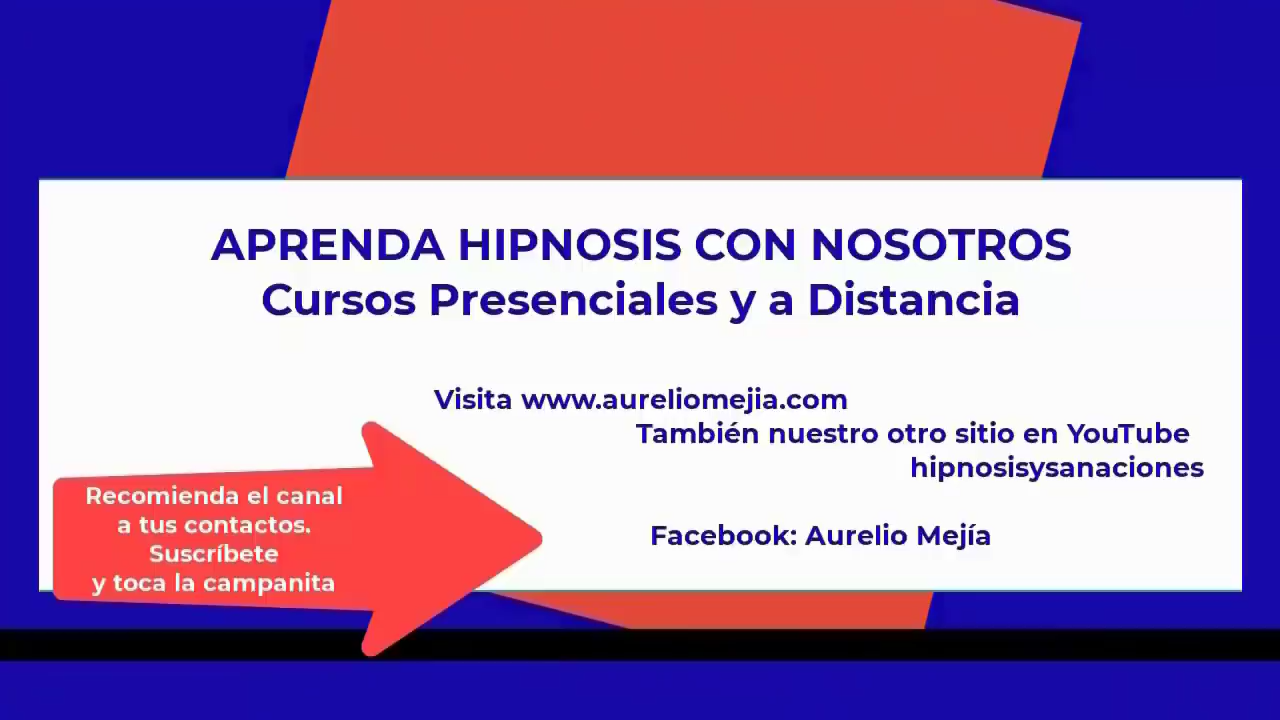 APRENDA HIPNOSIS CON NOSOTROS
Cursos Presenciales y a Distancia
Visita www.aureliomejia.com
También nuestro otro sitio en YouTube
hipnosisysanaciones
Facebook: Aurelio Mejía
Recomienda el canal
a tus contactos.
Suscríbete
y toca la campanita